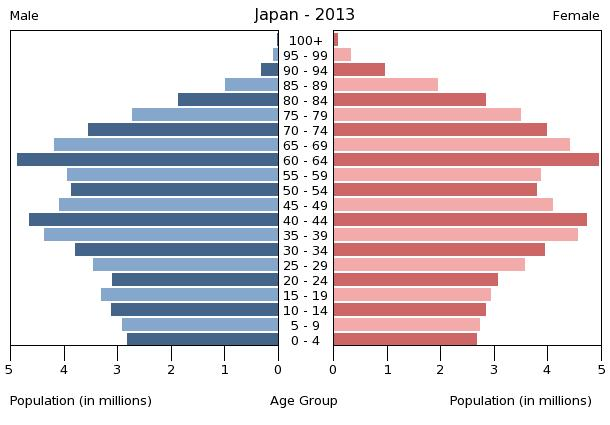 Male Japan - 2013 Female
100+
95 - 99
90 - 94
85 - 89
80 - 84
75 - 79
70 - 74
65 - 69
60 - 64
55 - 59
50 - 54
45 - 49
40 - 44
35 - 39
30 - 34
25 - 29
20 - 24
15 - 19
10 - 14
5 - 9
0 - 4
5 4 3 2 1 0 0 1 2 3 4 5
Population (in millions) Age Group Population (in millions)